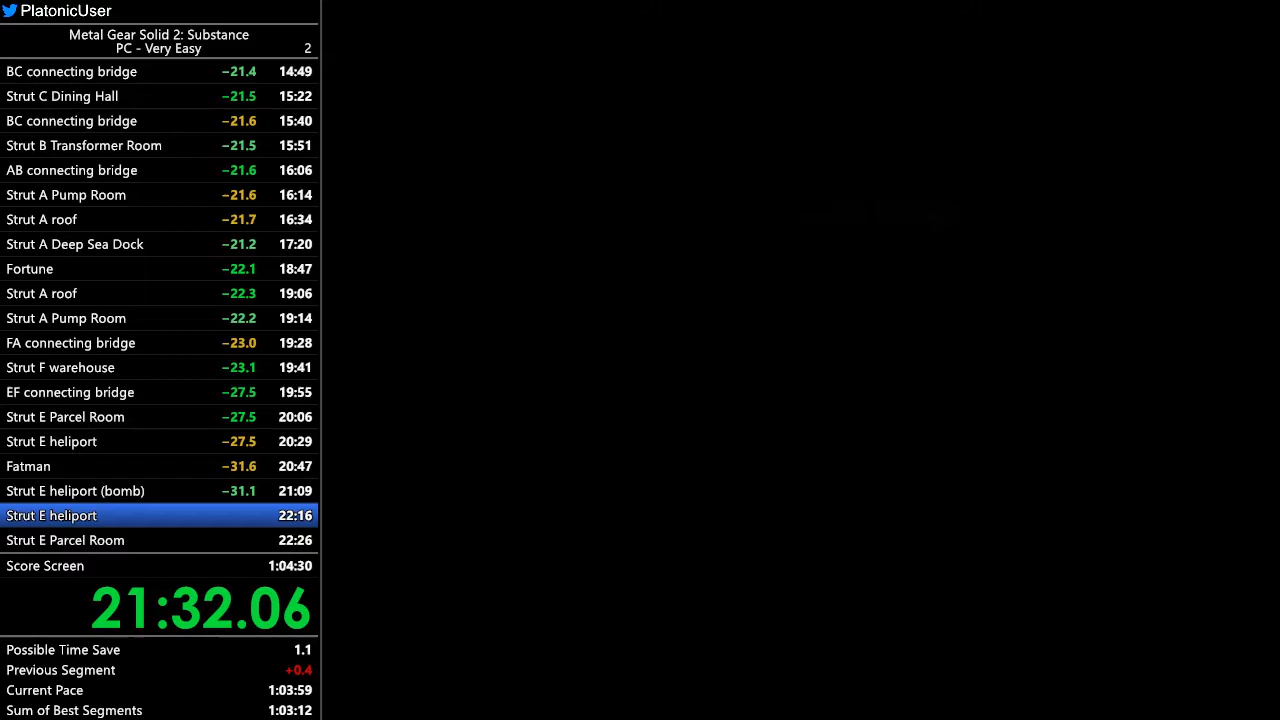 PlatonicUser
Metal Gear Solid 2: Substance
PC - Very Easy 2
BC connecting bridge −21.4 14:49
Strut C Dining Hall −21.5 15:22
BC connecting bridge −21.6 15:40
Strut B Transformer Room −21.5 15:51
AB connecting bridge −21.6 16:06
Strut A Pump Room −21.6 16:14
Strut A roof −21.7 16:34
Strut A Deep Sea Dock −21.2 17:20
Fortune −22.1 18:47
Strut A roof −22.3 19:06
Strut A Pump Room −22.2 19:14
FA connecting bridge −23.0 19:28
Strut F warehouse −23.1 19:41
EF connecting bridge −27.5 19:55
Strut E Parcel Room −27.5 20:06
Strut E heliport −27.5 20:29
Fatman −31.6 20:47
Strut E heliport (bomb) −31.1 21:09
Strut E heliport 22:16
Strut E Parcel Room 22:26
Score Screen 1:04:30
21:32.06
Possible Time Save 1.1
Previous Segment +0.4
Current Pace 1:03:59
Sum of Best Segments 1:03:12